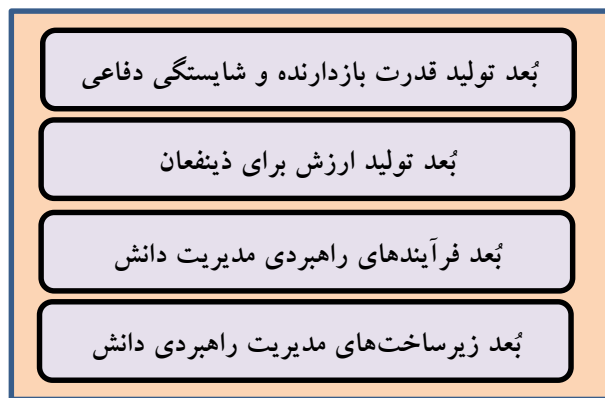 بُعد تولید قدرت بازدارنده و شایستگی دفاعی
بُعد تولید ارزش برای ذینفعان
بُعد فرآیندهای راهبردی مدیریت دانش
بُعد زیرساخت‌های مدیریت راهبردی دانش